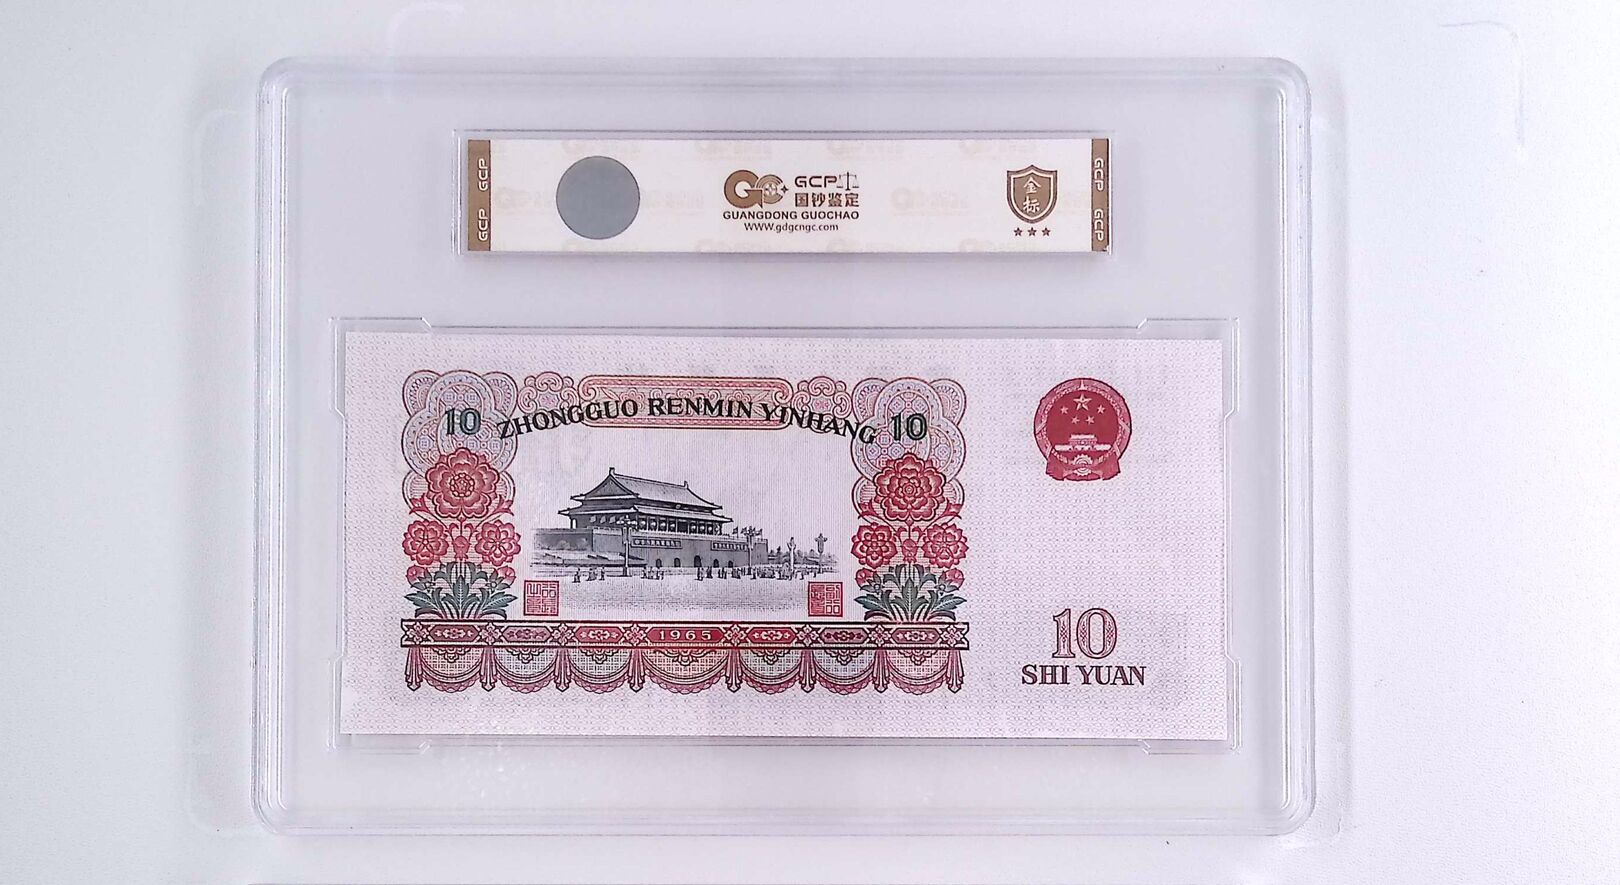 GCP GCP
GCP
国钞鉴定
GUANGDONG GUOCHAO
WWW.gdgcngc.com
金标
GCP GCP
10 ZHONGGUO RENMIN YINHANG 10
1965
10
SHI YUAN